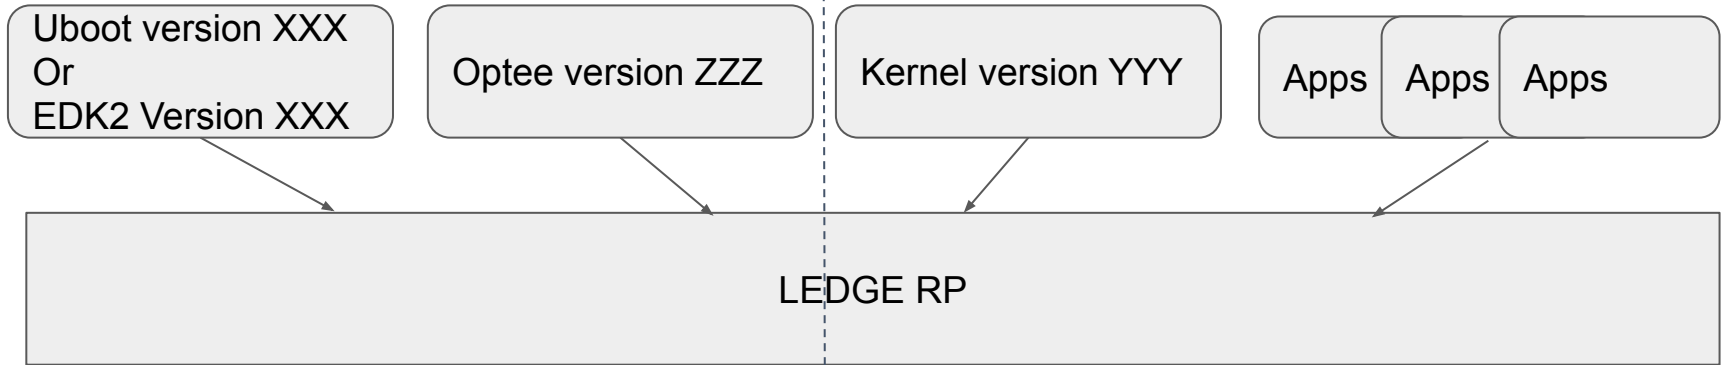 Uboot version XXX
Or
EDK2 Version XXX
Optee version ZZZ
Kernel version YYY
Apps
Apps
Apps
LEDGE RP